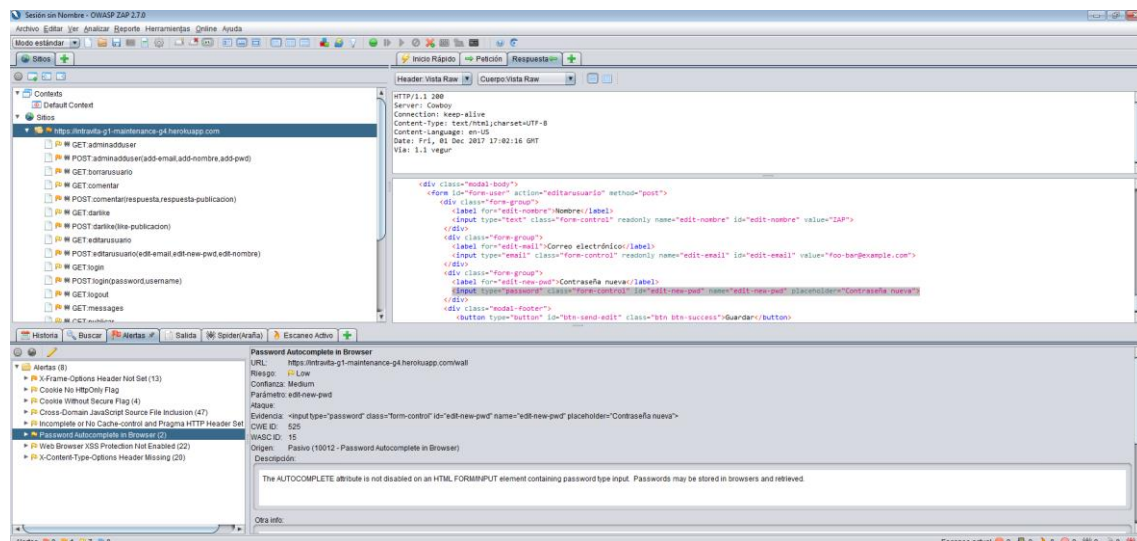 Sesión sin Nombre - OWASP ZAP 2.7.0
Archivo Editar Ver Analizar Reporte Herramientas Online Ayuda
Modo estándar
Sitios
Inicio Rápido
Petición
Respuesta
Header: Vista Raw
Cuerpo:Vista Raw
Contexts
Default Context
Sitios
https://intravita-g1-maintenance-g4.herokuapp.com
GET:adminadduser
POST:adminadduser(add-email,add-nombre,add-pwd)
GET:borrarusuario
GET:comentar
POST:comentar(respuesta,respuesta-publicacion)
GET:darlike
POST:darlike(like-publicacion)
GET:editarusuario
POST:editarusuario(edit-email,edit-new-pwd,edit-nombre)
GET:login
POST:login(password,username)
GET:logout
GET:messages
GET:publicar
HTTP/1.1 200
Server: Cowboy
Connection: keep-alive
Content-Type: text/html;charset=UTF-8
Content-Language: en-US
Date: Fri, 01 Dec 2017 17:02:16 GMT
Via: 1.1 vegur
<div class="modal-body">
<form id="form-user" action="editarusuario" method="post">
<div class="form-group">
<label for="edit-nombre">Nombre</label>
<input type="text" class="form-control" readonly name="edit-nombre" id="edit-nombre" value="ZAP">
</div>
<div class="form-group">
<label for="edit-mail">Correo electrónico</label>
<input type="email" class="form-control" readonly name="edit-email" id="edit-email" value="foo-bar@example.com">
</div>
<div class="form-group">
<label for="edit-new-pwd">Contraseña nueva</label>
<input type="password" class="form-control" id="edit-new-pwd" name="edit-new-pwd" placeholder="Contraseña nueva">
</div>
<div class="modal-footer">
<button type="button" id="btn-send-edit" class="btn btn-success">Guardar</button>
Historia
Buscar
Alertas
Salida
Spider(Araña)
Escaneo Activo
Alertas (8)
X-Frame-Options Header Not Set (13)
Cookie No HttpOnly Flag
Cookie Without Secure Flag (4)
Cross-Domain JavaScript Source File Inclusion (47)
Incomplete or No Cache-control and Pragma HTTP Header Set
Password Autocomplete in Browser (2)
Web Browser XSS Protection Not Enabled (22)
X-Content-Type-Options Header Missing (20)
Password Autocomplete in Browser
URL: https://intravita-g1-maintenance-g4.herokuapp.com/wall
Riesgo: Low
Confianza: Medium
Parámetro: edit-new-pwd
Ataque:
Evidencia: <input type="password" class="form-control" id="edit-new-pwd" name="edit-new-pwd" placeholder="Contraseña nueva">
CWE ID: 525
WASC ID: 15
Origen: Pasivo (10012 - Password Autocomplete in Browser)
Descripción:
The AUTOCOMPLETE attribute is not disabled on an HTML FORM/INPUT element containing password type input. Passwords may be stored in browsers and retrieved.
Otra info: